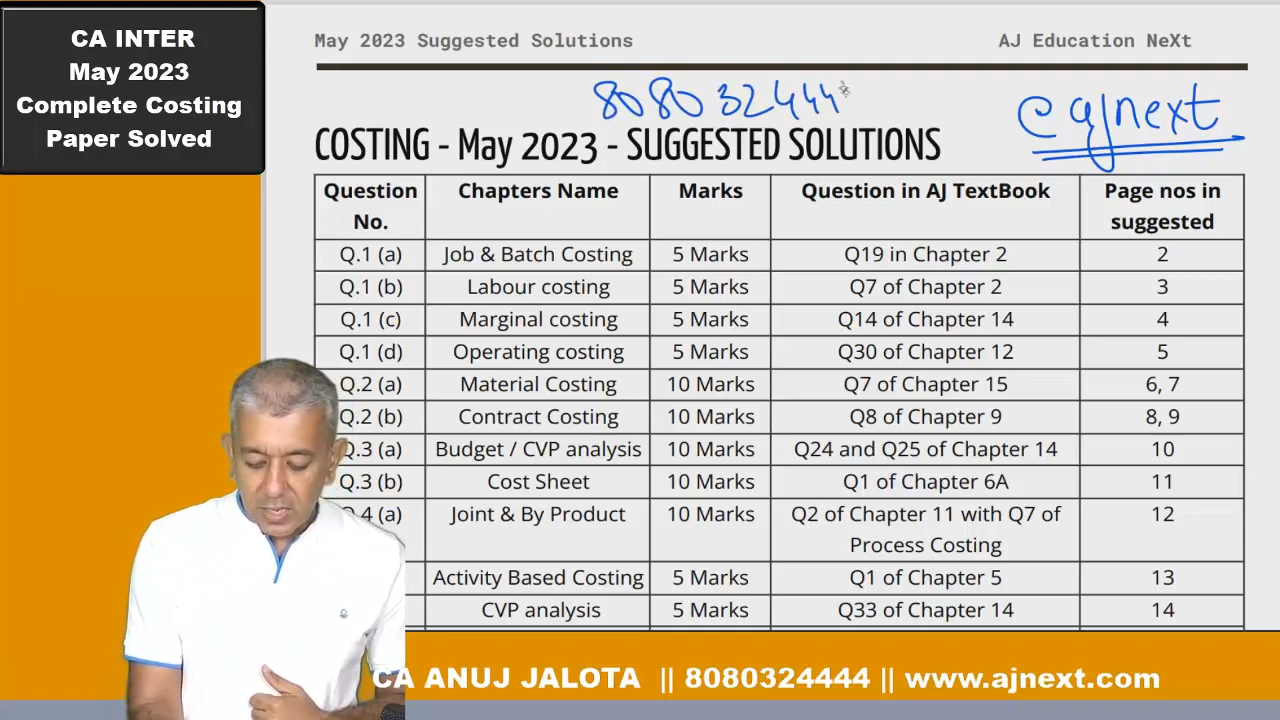 CA INTER
May 2023
Complete Costing
Paper Solved
May 2023 Suggested Solutions AJ Education NeXt
8080324444
@ajnext
COSTING - May 2023 - SUGGESTED SOLUTIONS
Question No. Chapters Name Marks Question in AJ TextBook Page nos in suggested
Q.1 (a) Job & Batch Costing 5 Marks Q19 in Chapter 2 2
Q.1 (b) Labour costing 5 Marks Q7 of Chapter 2 3
Q.1 (c) Marginal costing 5 Marks Q14 of Chapter 14 4
Q.1 (d) Operating costing 5 Marks Q30 of Chapter 12 5
Q.2 (a) Material Costing 10 Marks Q7 of Chapter 15 6, 7
Q.2 (b) Contract Costing 10 Marks Q8 of Chapter 9 8, 9
Q.3 (a) Budget / CVP analysis 10 Marks Q24 and Q25 of Chapter 14 10
Q.3 (b) Cost Sheet 10 Marks Q1 of Chapter 6A 11
Q.4 (a) Joint & By Product 10 Marks Q2 of Chapter 11 with Q7 of Process Costing 12
Activity Based Costing 5 Marks Q1 of Chapter 5 13
CVP analysis 5 Marks Q33 of Chapter 14 14
CA ANUJ JALOTA || 8080324444 || www.ajnext.com